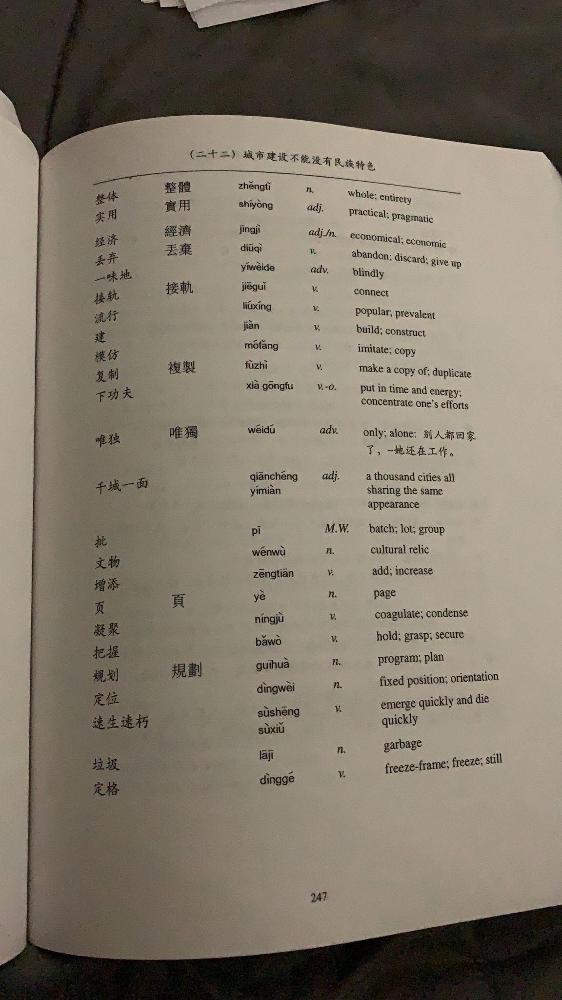 （二十二）城市建设不能没有民族特色
整体 整體 zhěngtǐ n. whole; entirety
实用 實用 shíyòng adj. practical; pragmatic
经济 經濟 jīngjì adj./n. economical; economic
丢弃 丟棄 diūqì v. abandon; discard; give up
一味地 yíwèide adv. blindly
接轨 接軌 jiēguǐ v. connect
流行 liúxíng v. popular; prevalent
建 jiàn v. build; construct
模仿 mófǎng v. imitate; copy
复制 複製 fùzhì v. make a copy of; duplicate
下功夫 xià gōngfu v.-o. put in time and energy;
concentrate one's efforts
唯独 唯獨 wéidú adv. only; alone: 别人都回家
了，~她还在工作。
千城一面 qiānchéng adj. a thousand cities all
yímiàn sharing the same
appearance
批 pī M.W. batch; lot; group
文物 wénwù n. cultural relic
增添 zēngtiān v. add; increase
页 頁 yè n. page
凝聚 níngjù v. coagulate; condense
把握 bǎwò v. hold; grasp; secure
规划 規劃 guīhuà n. program; plan
定位 dìngwèi n. fixed position; orientation
速生速朽 sùshēng v. emerge quickly and die
sùxiǔ quickly
垃圾 lājī n. garbage
定格 dìnggé v. freeze-frame; freeze; still
247